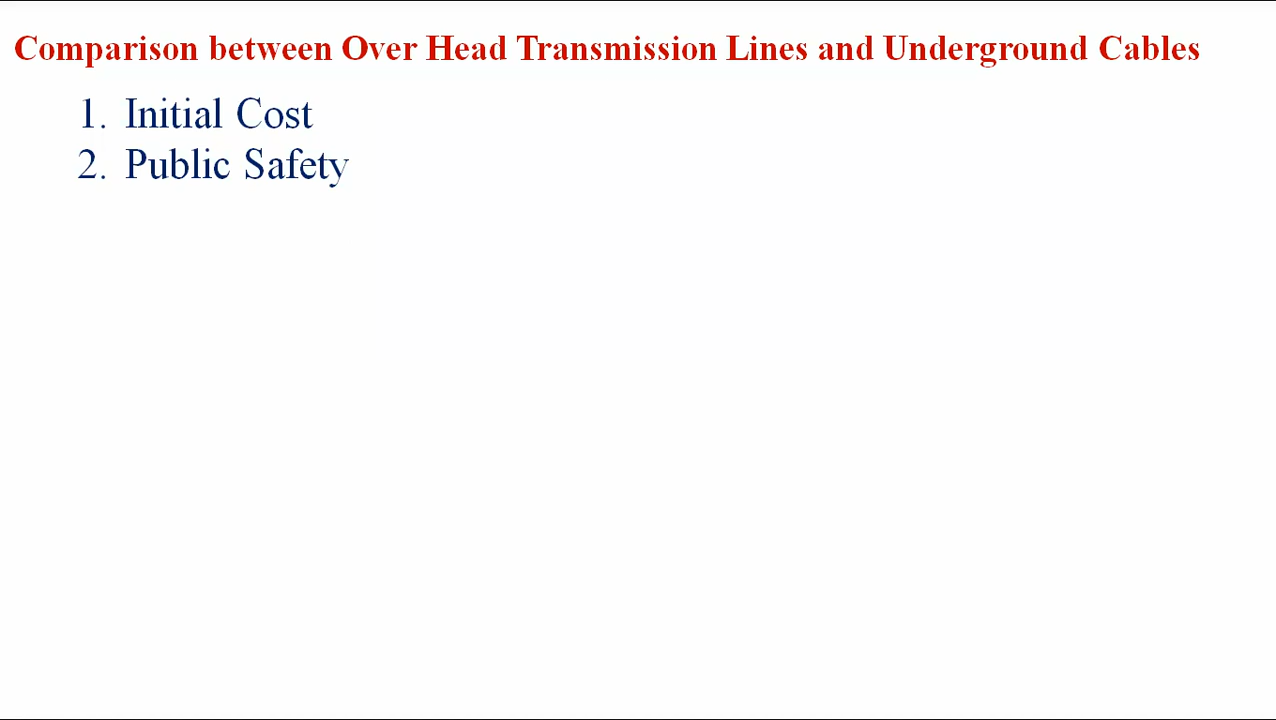 Comparison between Over Head Transmission Lines and Underground Cables
1. Initial Cost
2. Public Safety